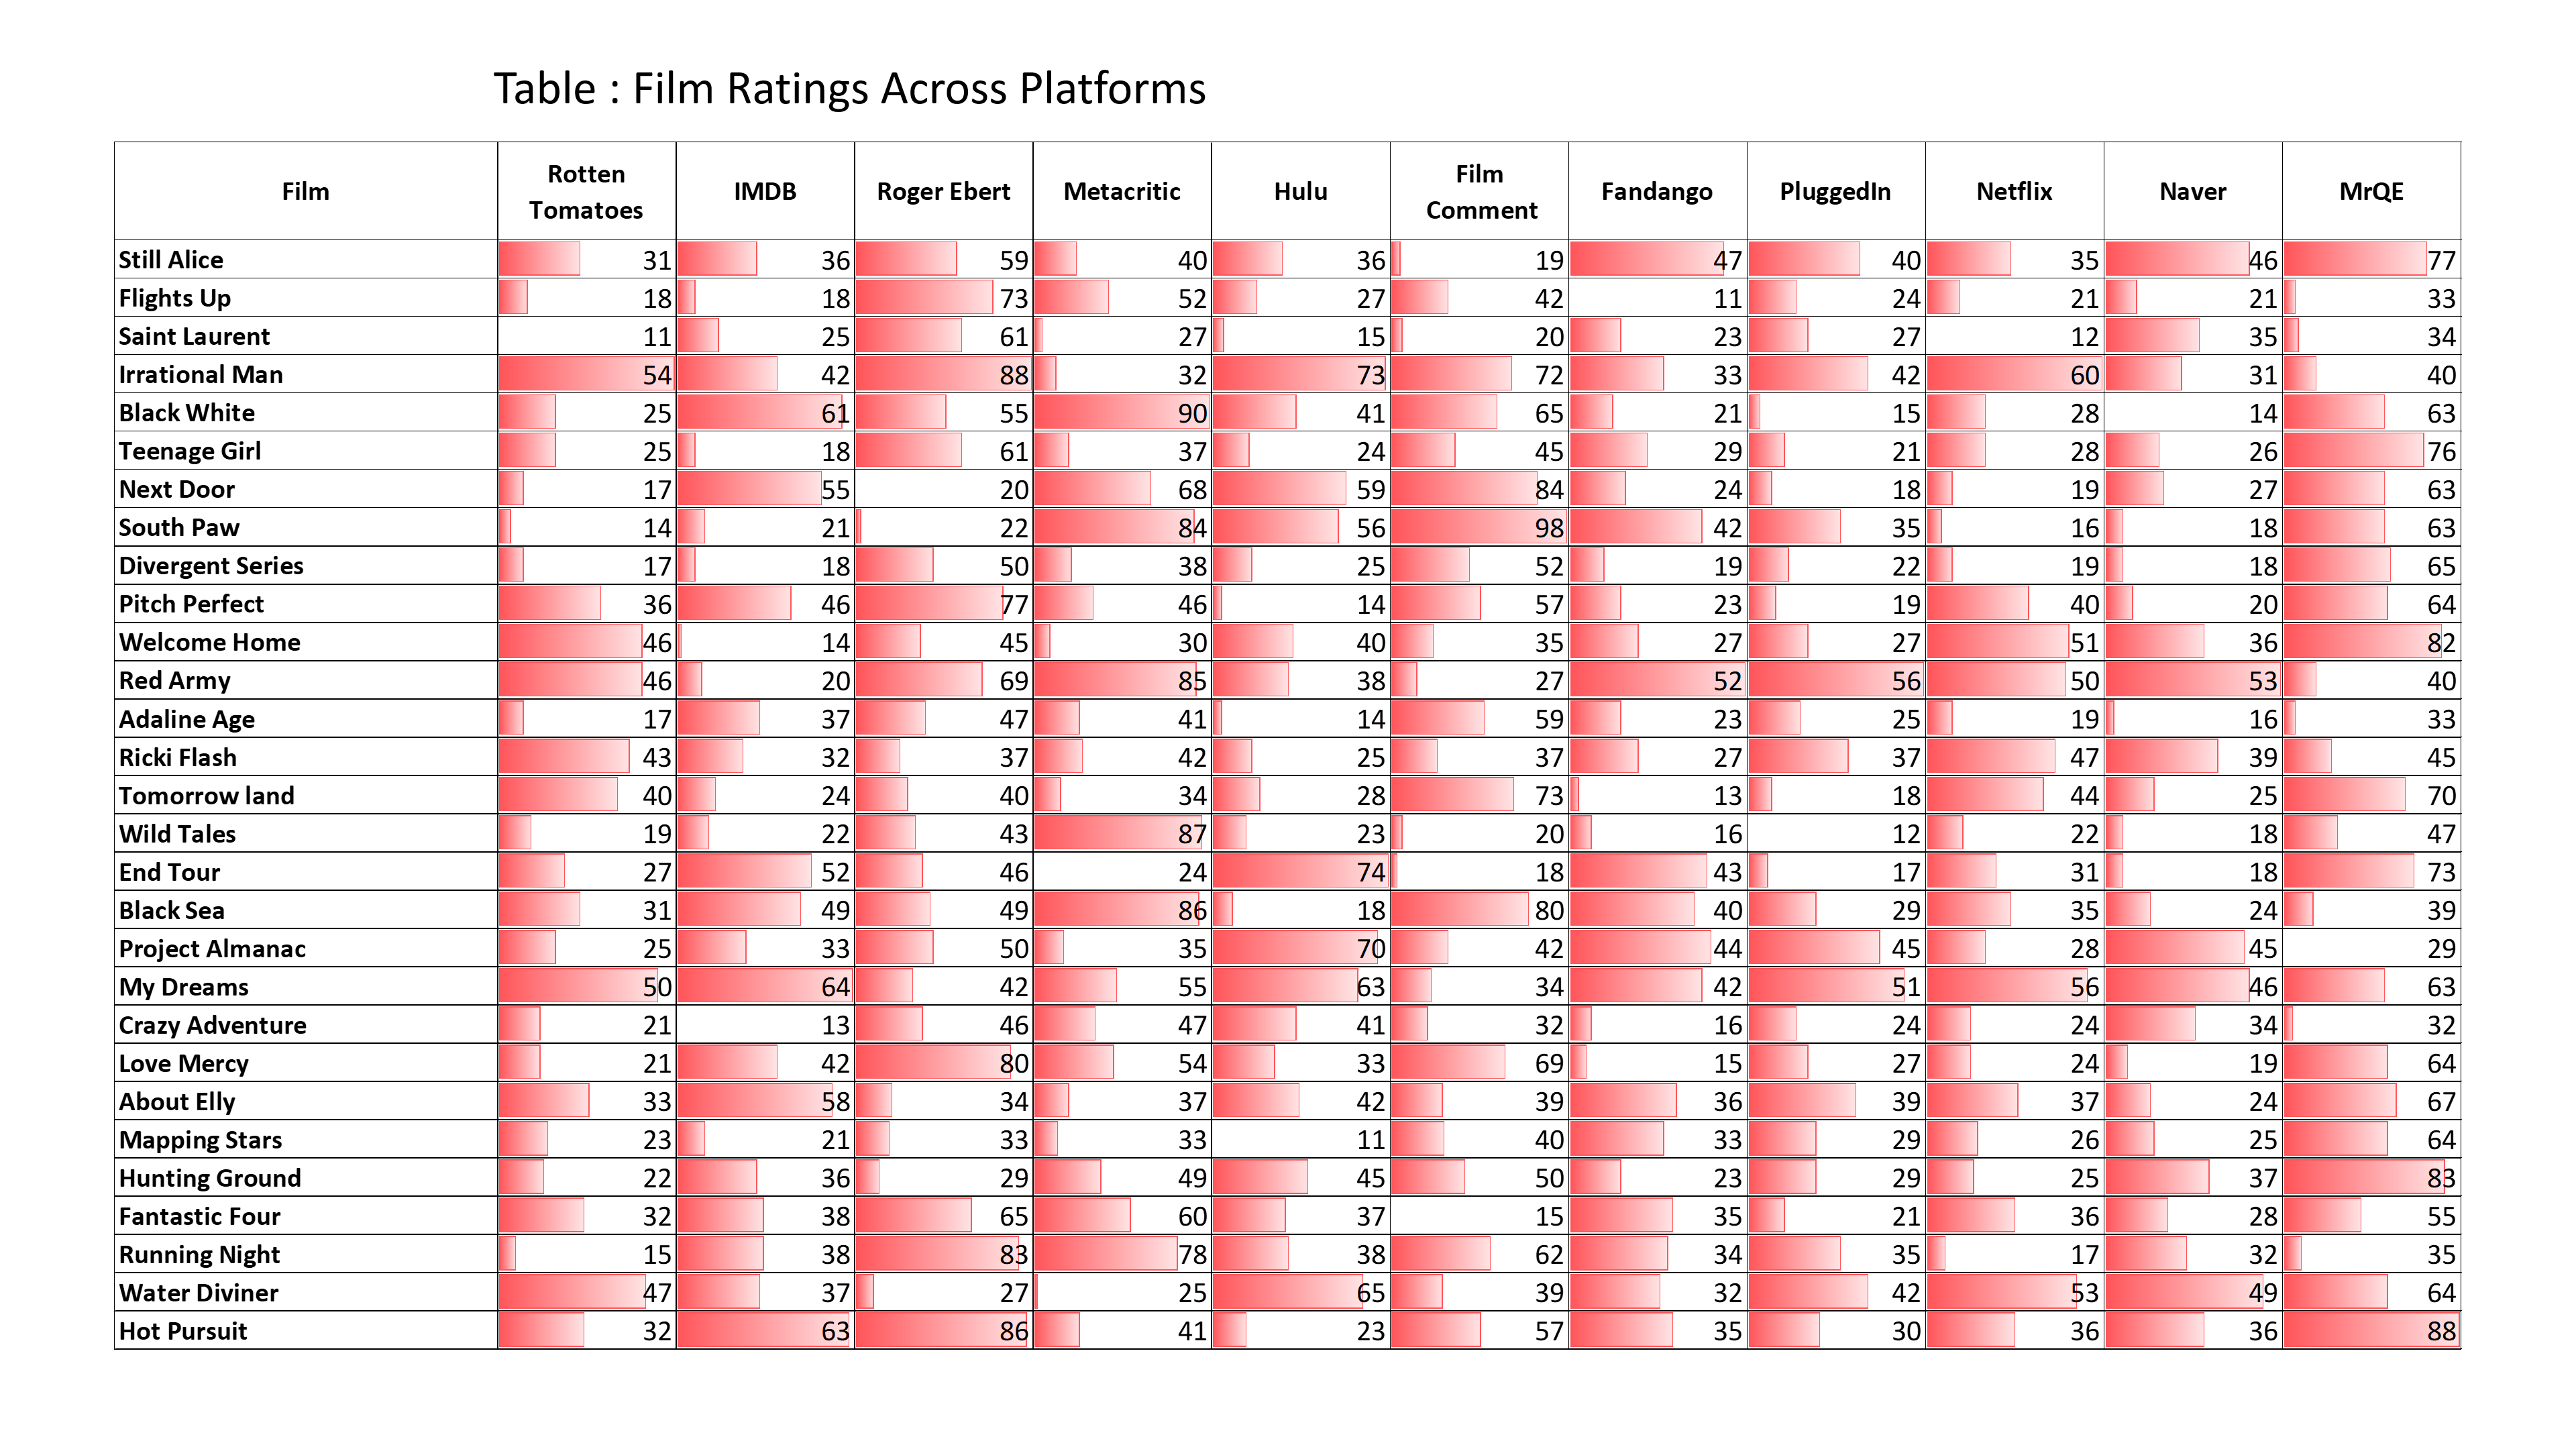 Table : Film Ratings Across Platforms
Film Rotten Tomatoes IMDB Roger Ebert Metacritic Hulu Film Comment Fandango PluggedIn Netflix Naver MrQE
Still Alice 31 36 59 40 36 19 47 40 35 46 77
Flights Up 18 18 73 52 27 42 11 24 21 21 33
Saint Laurent 11 25 61 27 15 20 23 27 12 35 34
Irrational Man 54 42 88 32 73 72 33 42 60 31 40
Black White 25 61 55 90 41 65 21 15 28 14 63
Teenage Girl 25 18 61 37 24 45 29 21 28 26 76
Next Door 17 55 20 68 59 84 24 18 19 27 63
South Paw 14 21 22 84 56 98 42 35 16 18 63
Divergent Series 17 18 50 38 25 52 19 22 19 18 65
Pitch Perfect 36 46 77 46 14 57 23 19 40 20 64
Welcome Home 46 14 45 30 40 35 27 27 51 36 82
Red Army 46 20 69 85 38 27 52 56 50 53 40
Adaline Age 17 37 47 41 14 59 23 25 19 16 33
Ricki Flash 43 32 37 42 25 37 27 37 47 39 45
Tomorrow land 40 24 40 34 28 73 13 18 44 25 70
Wild Tales 19 22 43 87 23 20 16 12 22 18 47
End Tour 27 52 46 24 74 18 43 17 31 18 73
Black Sea 31 49 49 86 18 80 40 29 35 24 39
Project Almanac 25 33 50 35 70 42 44 45 28 45 29
My Dreams 50 64 42 55 63 34 42 51 56 46 63
Crazy Adventure 21 13 46 47 41 32 16 24 24 34 32
Love Mercy 21 42 80 54 33 69 15 27 24 19 64
About Elly 33 58 34 37 42 39 36 39 37 24 67
Mapping Stars 23 21 33 33 11 40 33 29 26 25 64
Hunting Ground 22 36 29 49 45 50 23 29 25 37 83
Fantastic Four 32 38 65 60 37 15 35 21 36 28 55
Running Night 15 38 83 78 38 62 34 35 17 32 35
Water Diviner 47 37 27 25 65 39 32 42 53 49 64
Hot Pursuit 32 63 86 41 23 57 35 30 36 36 88